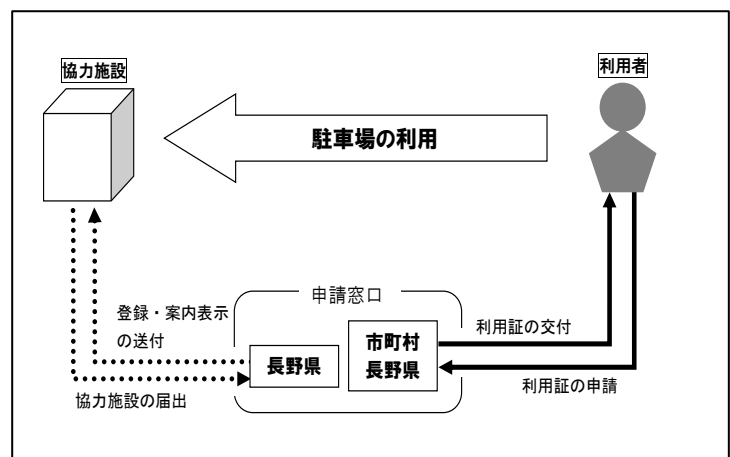 協力施設
利用者
駐車場の利用
申請窓口
登録・案内表示
の送付
長野県
市町村
長野県
利用証の交付
利用証の申請
協力施設の届出